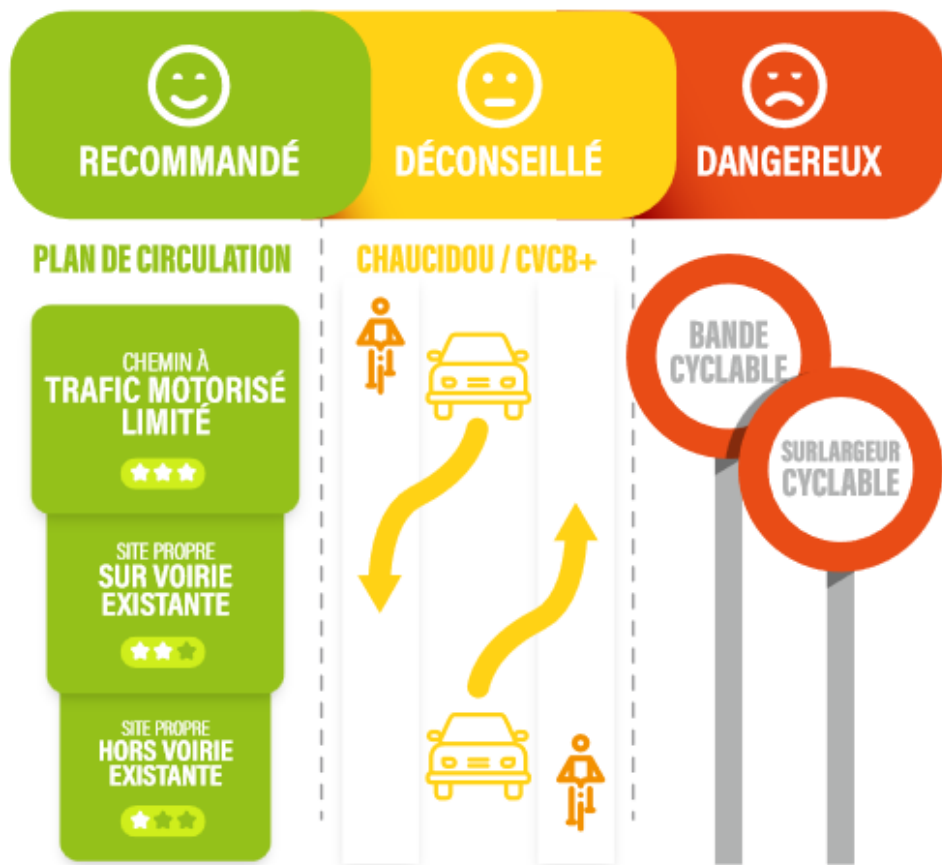 RECOMMANDÉ
DÉCONSEILLÉ
DANGEREUX
PLAN DE CIRCULATION
CHEMIN À
TRAFIC MOTORISÉ
LIMITÉ
SITE PROPRE
SUR VOIRIE
EXISTANTE
SITE PROPRE
HORS VOIRIE
EXISTANTE
CHAUCIDOU / CVCB+
BANDE
CYCLABLE
SURLARGEUR
CYCLABLE